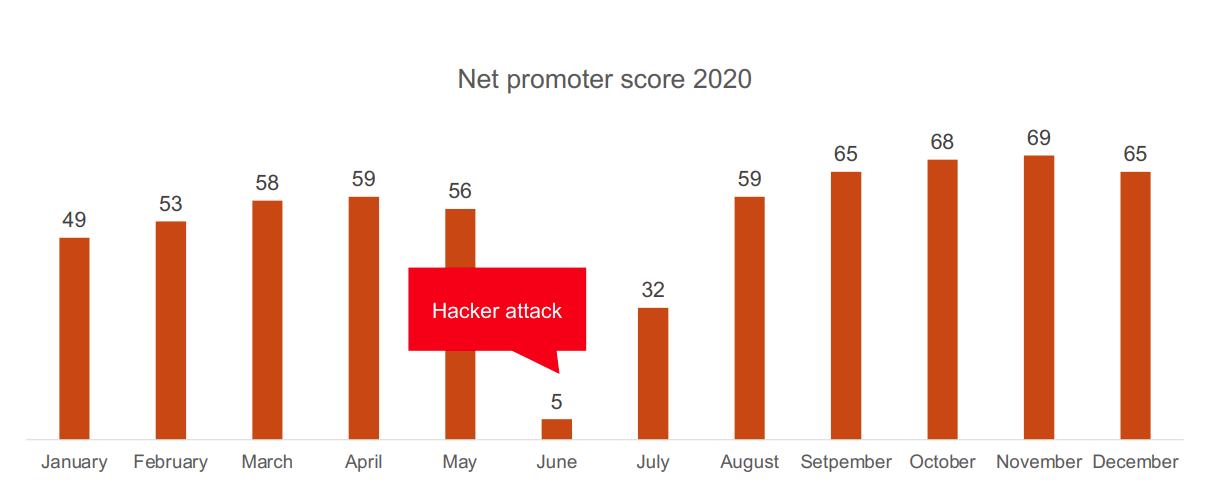 Net promoter score 2020
49 53 58 59 56 5 32 59 65 68 69 65
Hacker attack
January February March April May June July August Setpember October November December